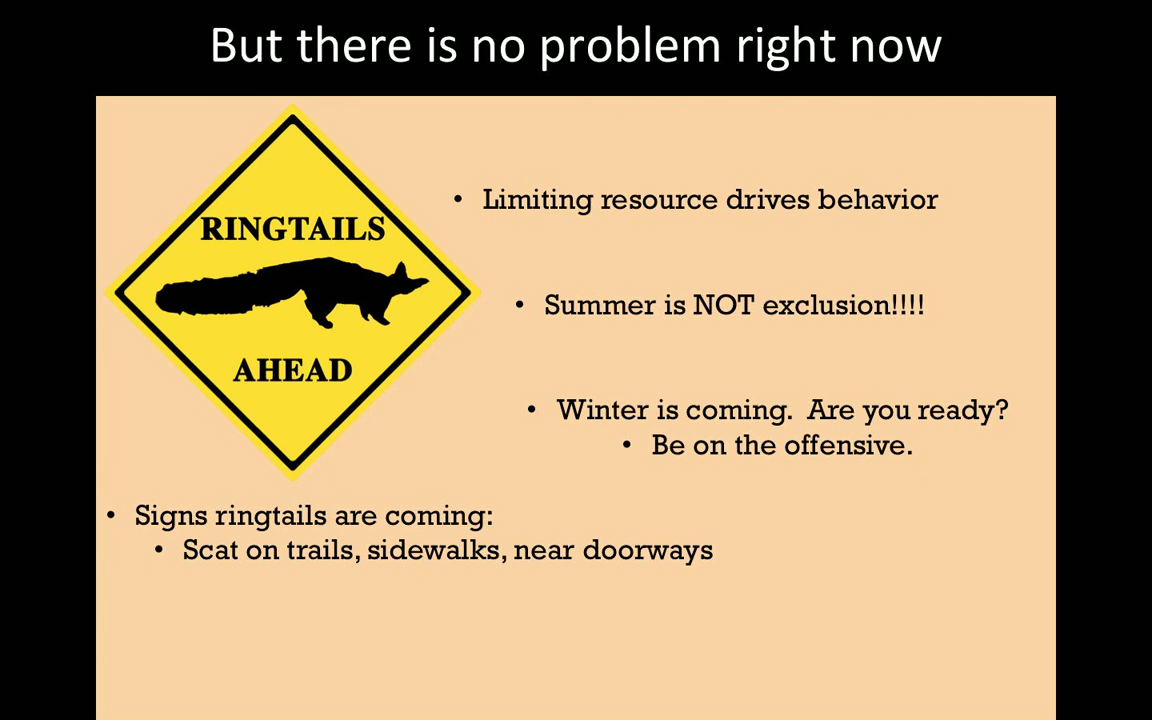 But there is no problem right now
RINGTAILS
AHEAD
• Limiting resource drives behavior
• Summer is NOT exclusion!!!!
• Winter is coming.  Are you ready?
• Be on the offensive.
• Signs ringtails are coming:
• Scat on trails, sidewalks, near doorways